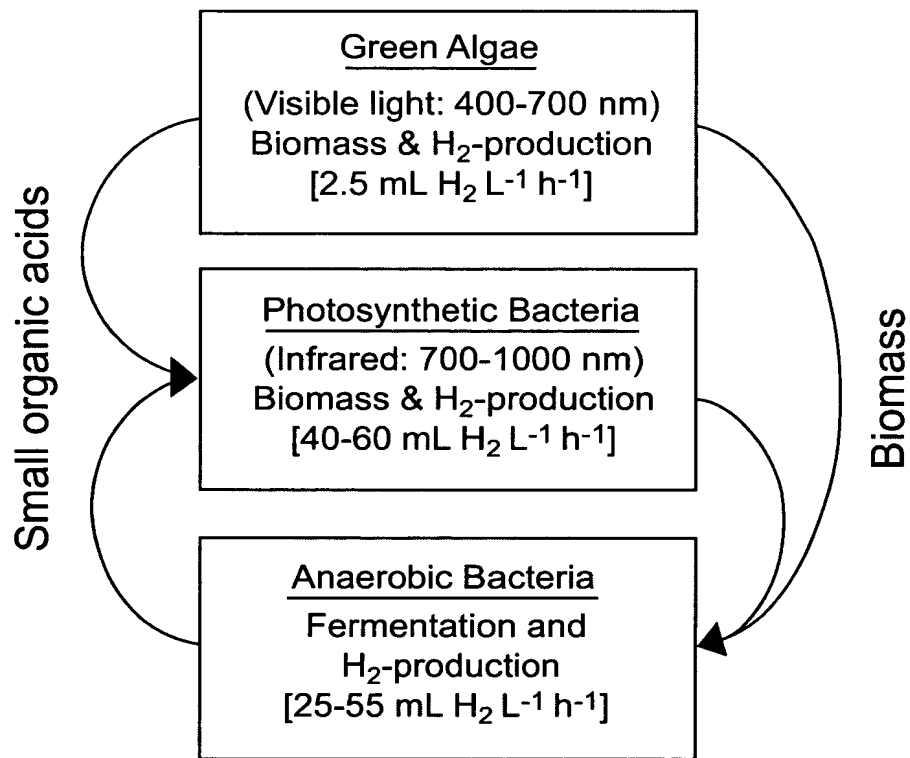 Green Algae
(Visible light: 400-700 nm)
Biomass & H₂-production
[2.5 mL H₂ L⁻¹ h⁻¹]
Small organic acids
Photosynthetic Bacteria
(Infrared: 700-1000 nm)
Biomass & H₂-production
[40-60 mL H₂ L⁻¹ h⁻¹]
Biomass
Anaerobic Bacteria
Fermentation and
H₂-production
[25-55 mL H₂ L⁻¹ h⁻¹]